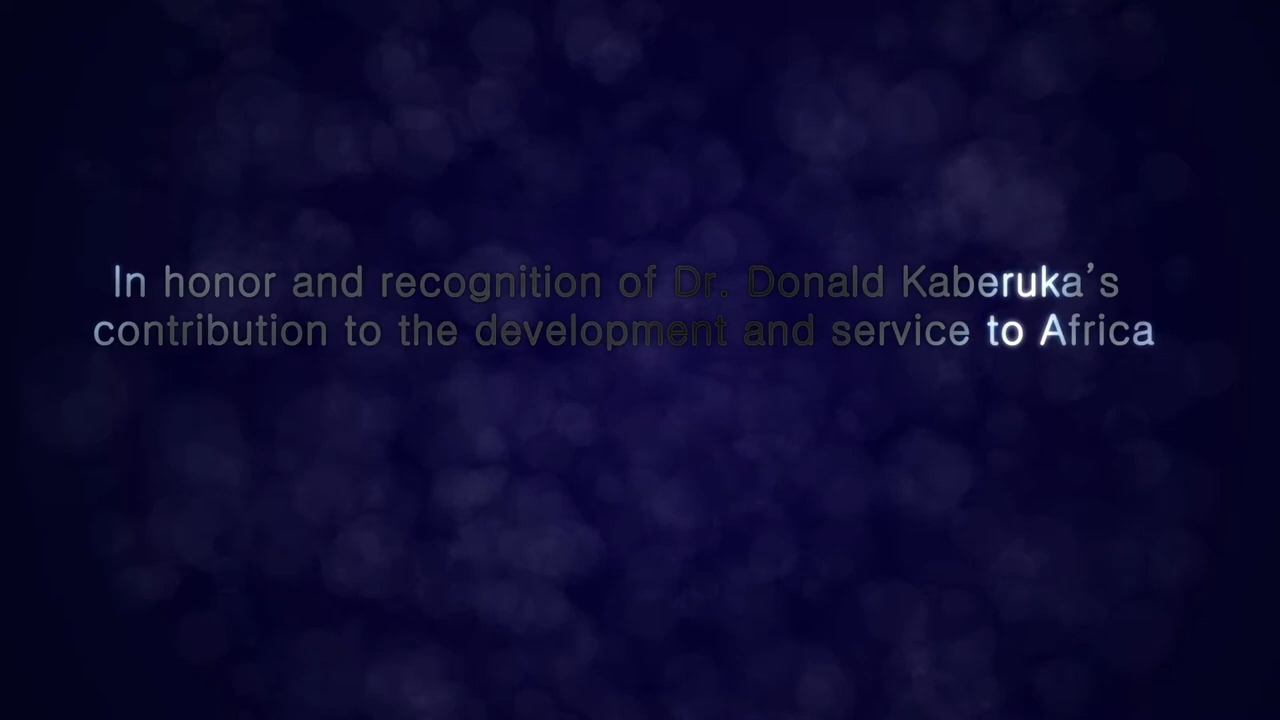 In honor and recognition of Dr. Donald Kaberuka’s
contribution to the development and service to Africa